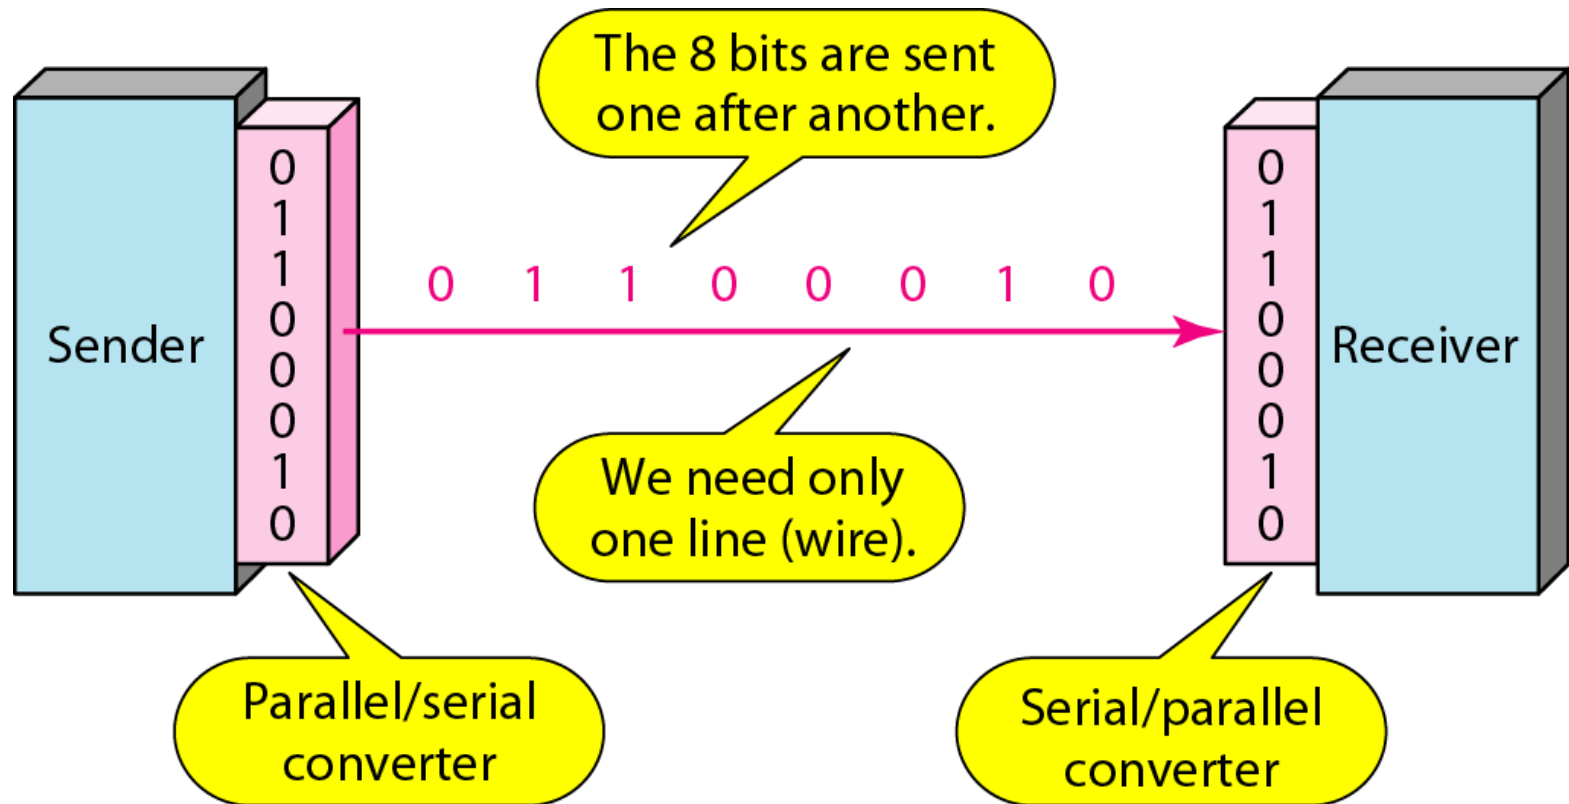 The 8 bits are sent
one after another.
0
1
1
0
0
0
1
0
Sender
0 1 1 0 0 0 1 0
0
1
1
0
0
0
1
0
Receiver
We need only
one line (wire).
Parallel/serial
converter
Serial/parallel
converter